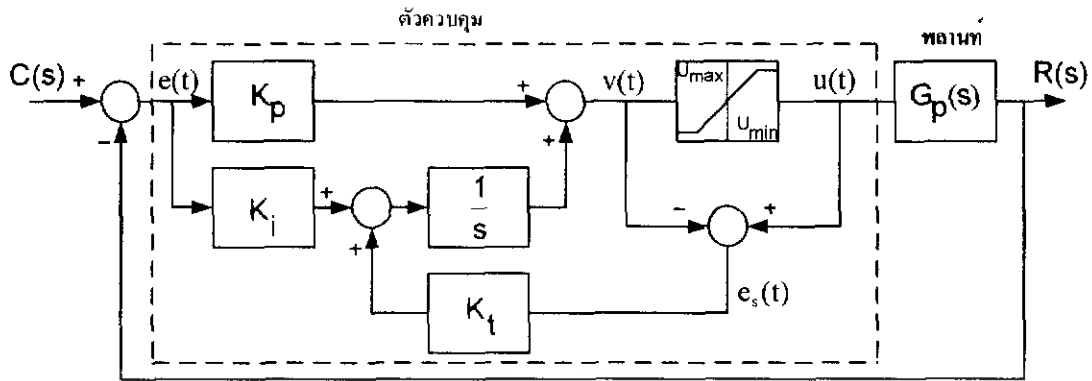 ตัวควบคุม
พลานท์
C(s) + e(t) Kp + v(t) Umax Umin u(t) Gp(s) R(s)
- +
Ki + 1/s - +
+
Kt es(t)